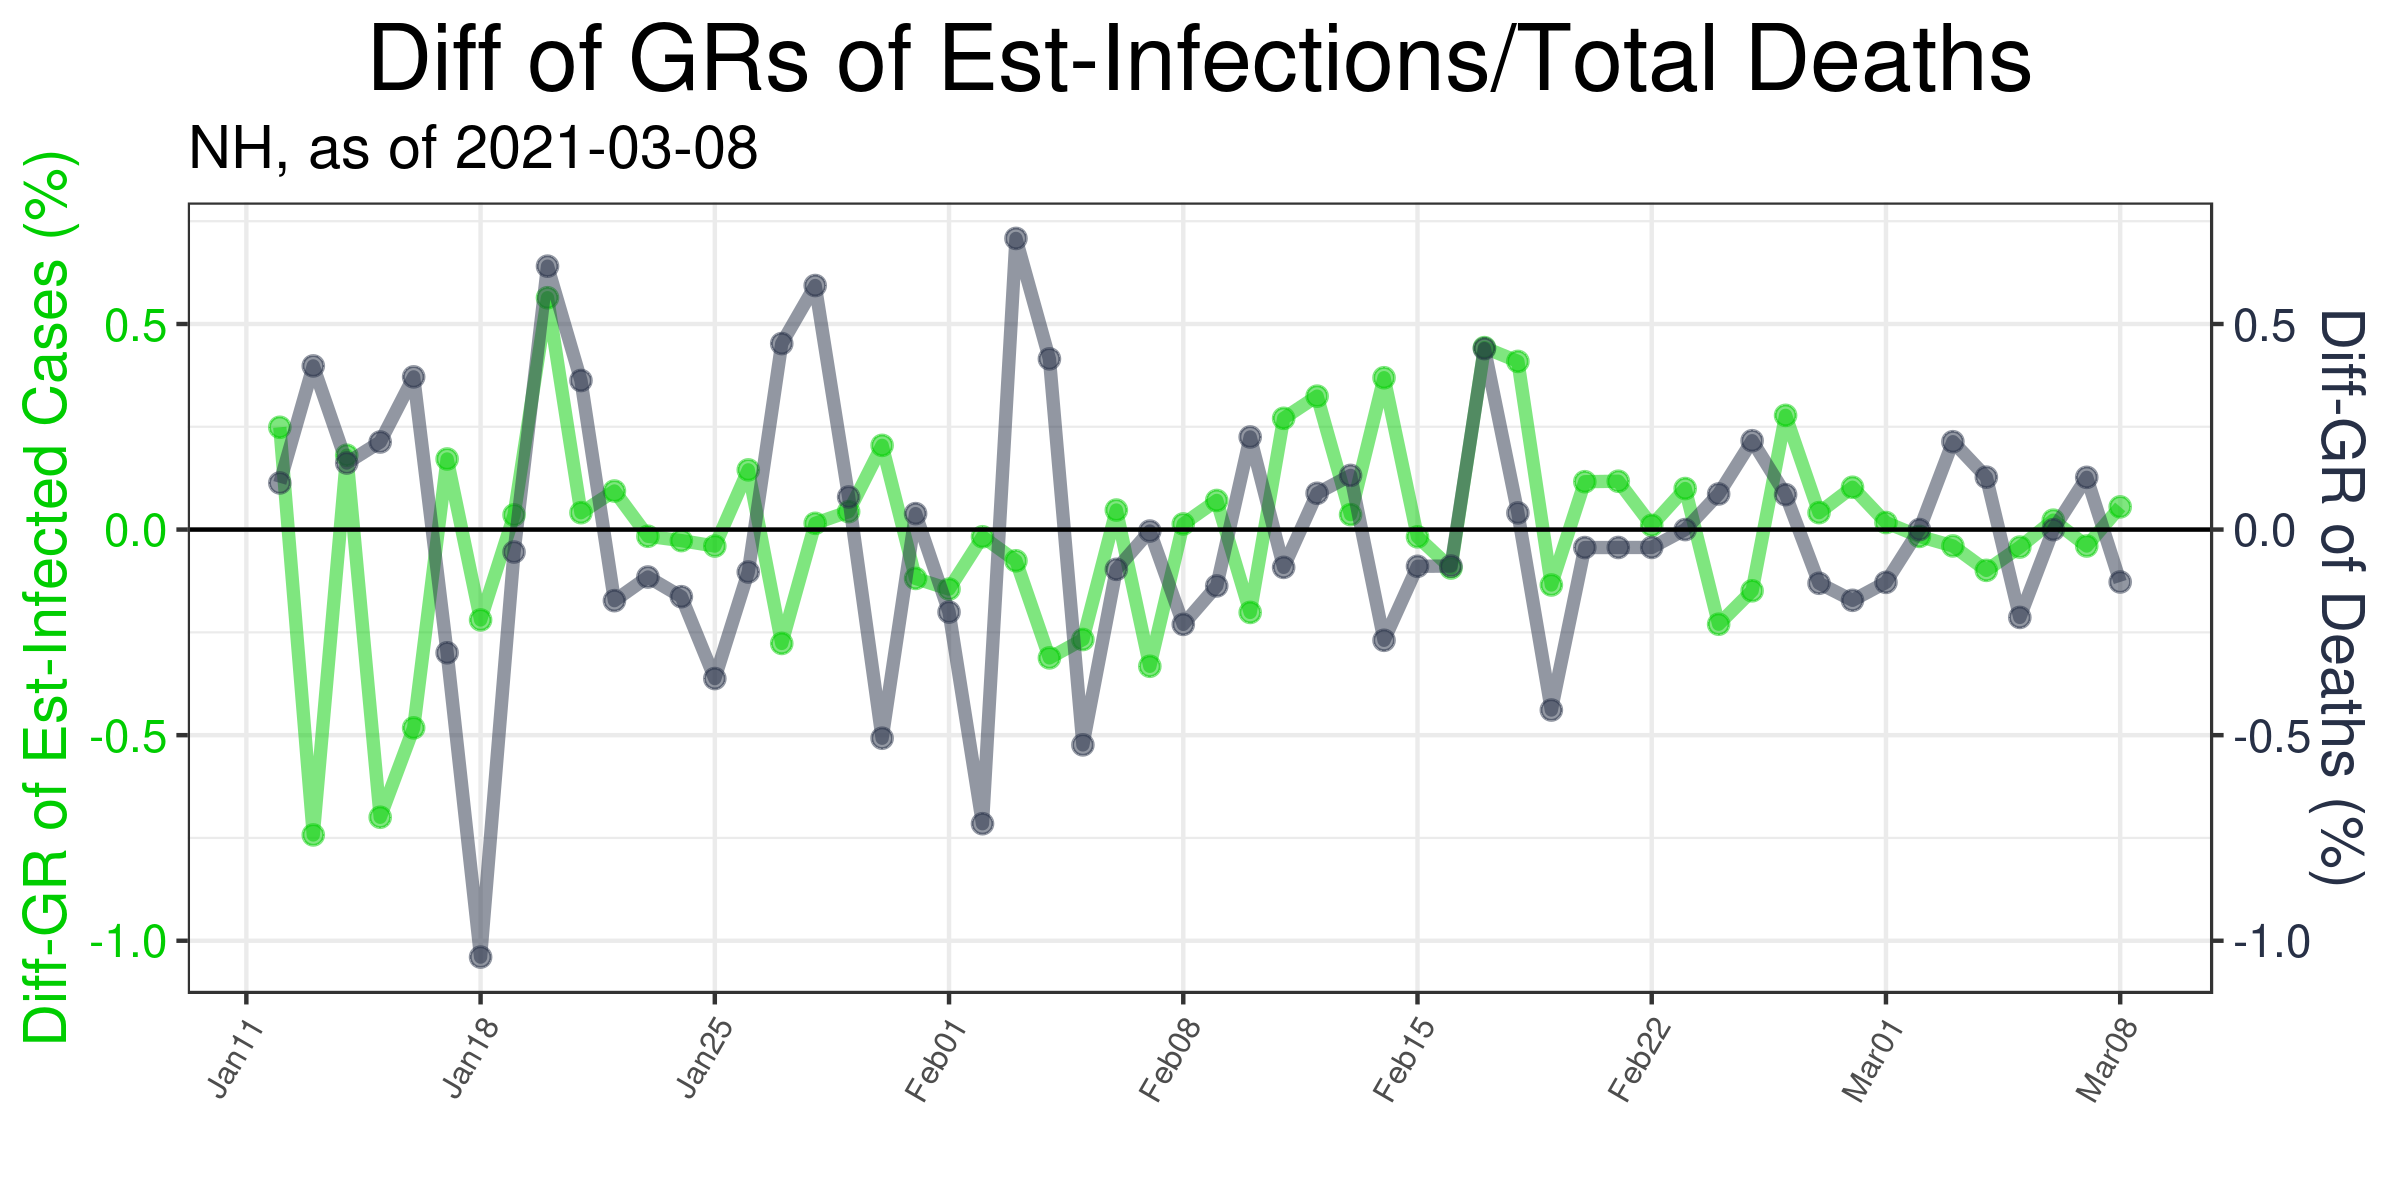 Diff of GRs of Est-Infections/Total Deaths
NH, as of 2021-03-08
Diff-GR of Est-Infected Cases (%)
0.5
0.0
-0.5
-1.0
0.5
0.0
-0.5
-1.0
Diff-GR of Deaths (%)
Jan11
Jan18
Jan25
Feb01
Feb08
Feb15
Feb22
Mar01
Mar08